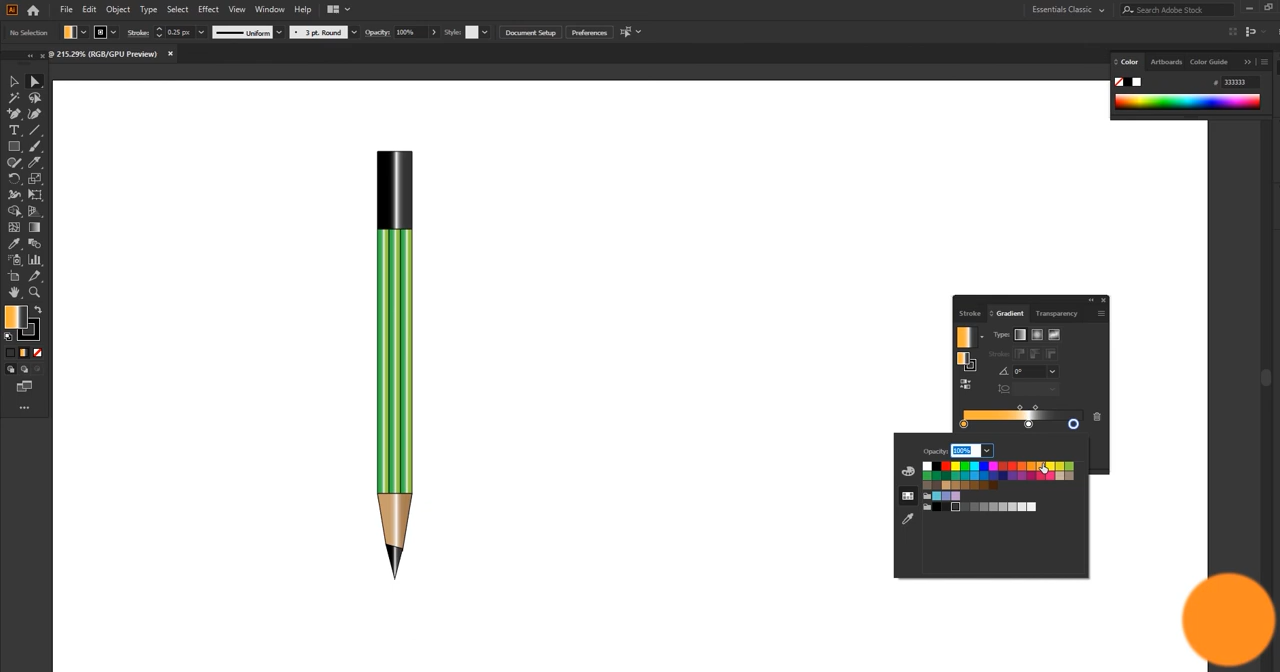 Ai File Edit Object Type Select Effect View Window Help Essentials Classic Search Adobe Stock
No Selection Stroke: 0.25 px Uniform 3 pt. Round Opacity: 100% Style: Document Setup Preferences
@ 215.29% (RGB/GPU Preview) ×
Color Artboards Color Guide
# 333333
Stroke Gradient Transparency
Type:
Stroke:
0°
Opacity: 100%